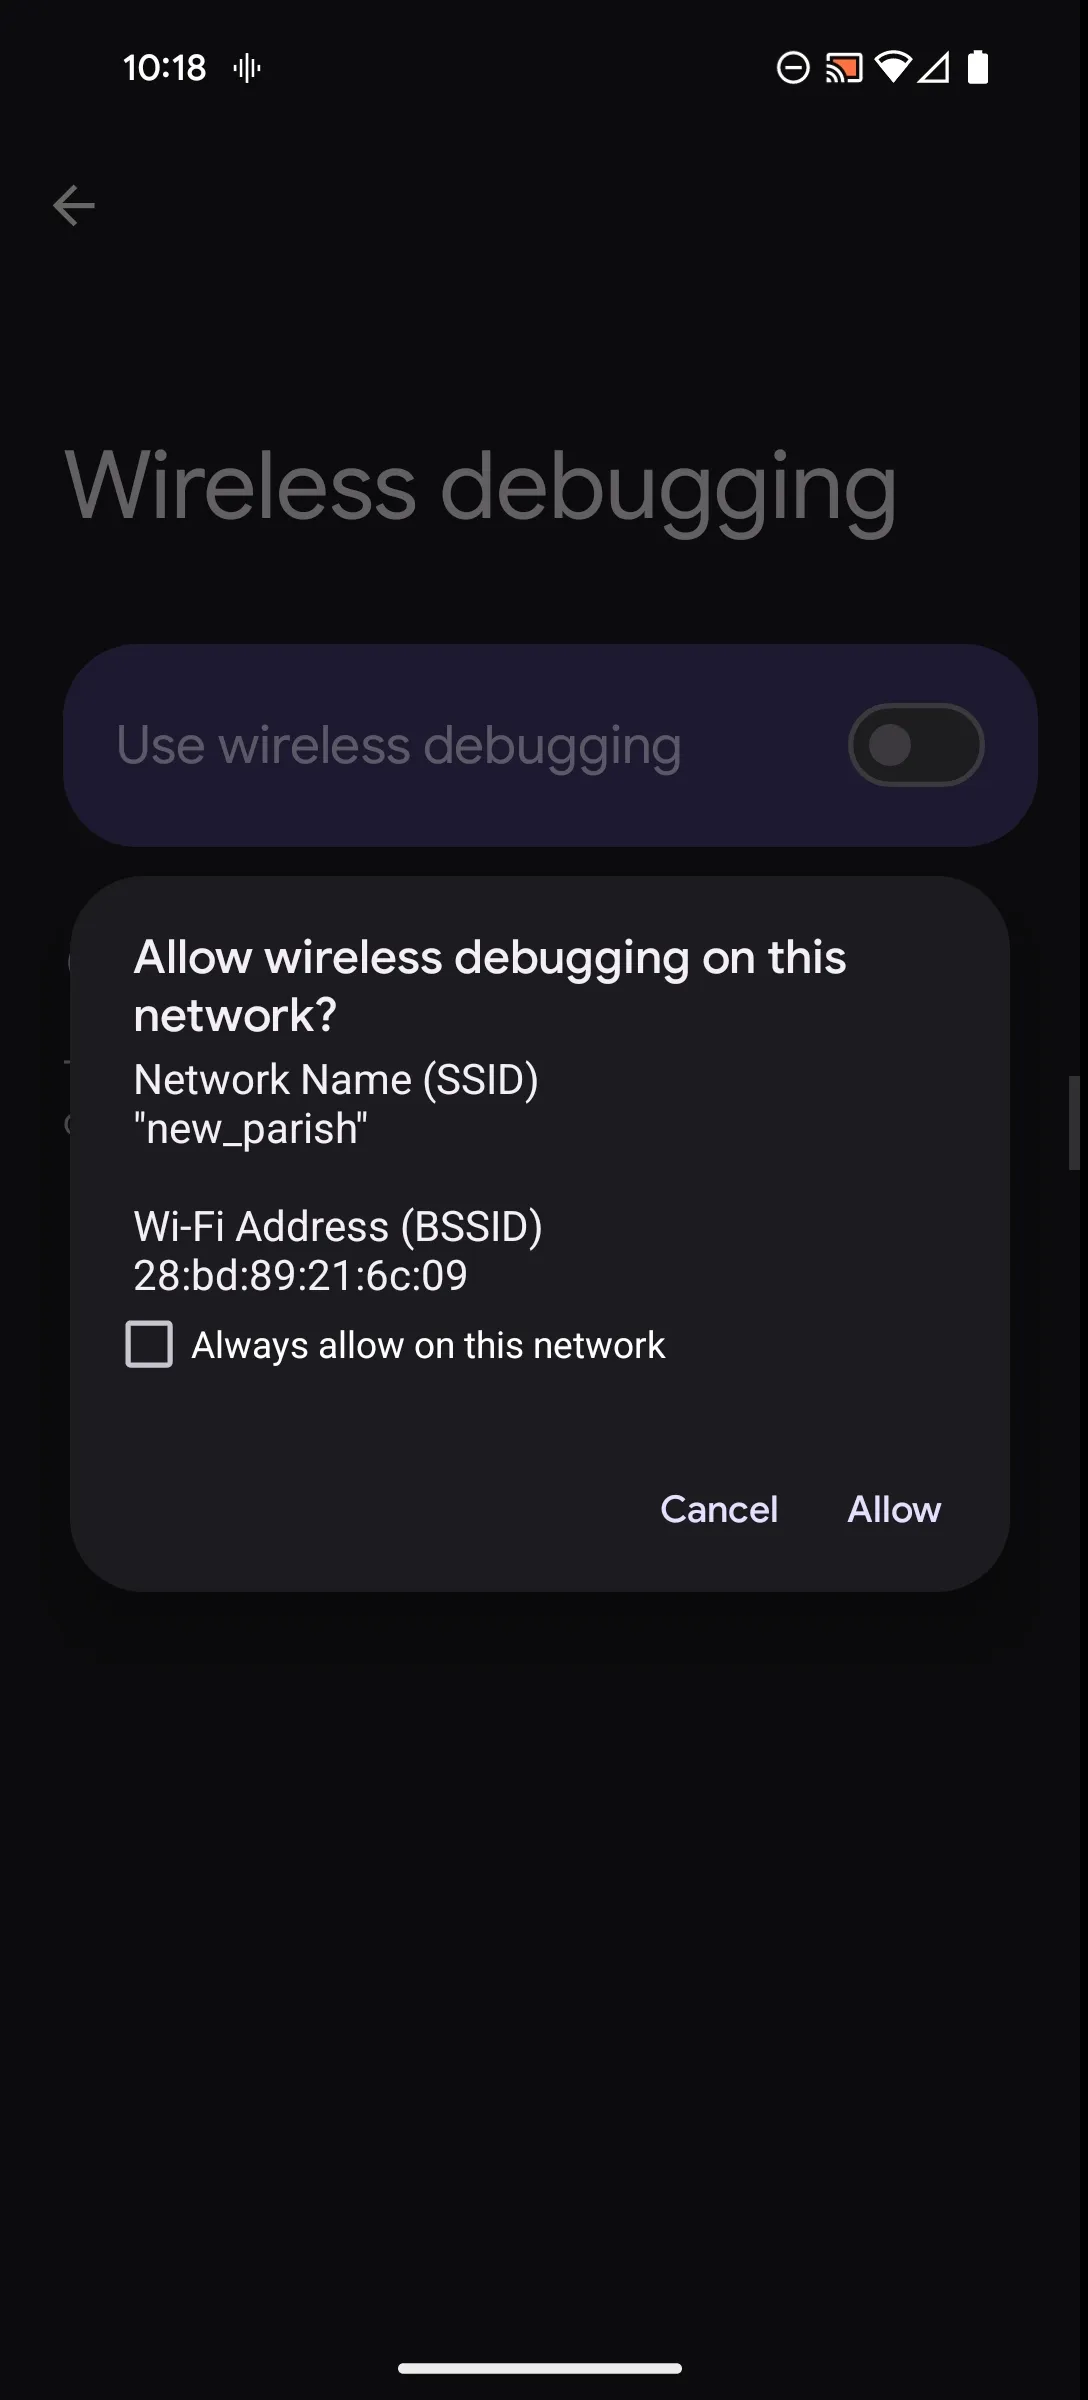 10:18
Wireless debugging
Use wireless debugging
Allow wireless debugging on this
network?
Network Name (SSID)
"new_parish"
Wi-Fi Address (BSSID)
28:bd:89:21:6c:09
Always allow on this network
Cancel
Allow